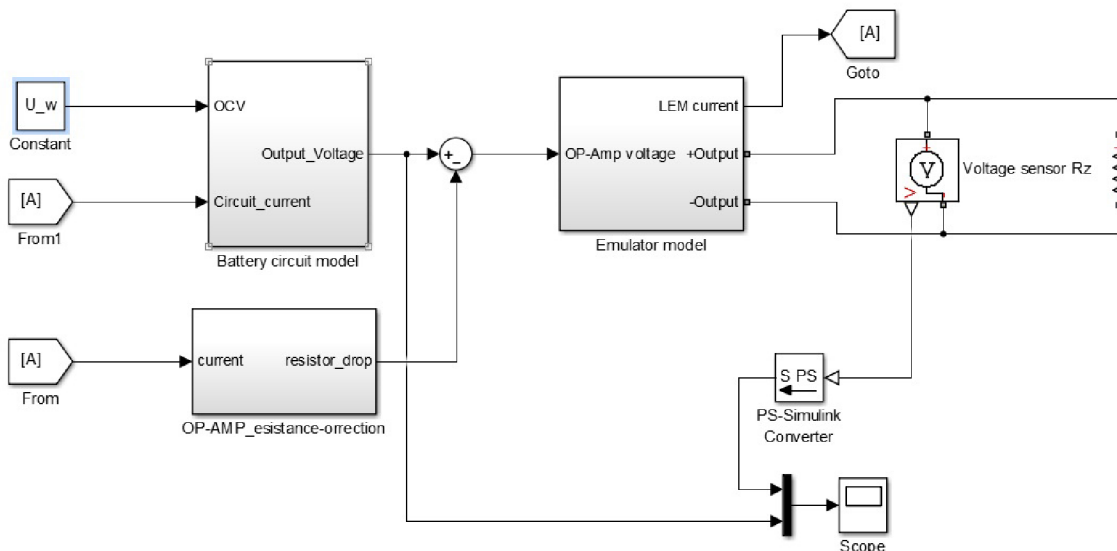 [A]
Goto
U_w
Constant
OCV
Output_Voltage
Circuit_current
Battery circuit model
[A]
From1
+
-
LEM current
OP-Amp voltage
+Output
-Output
Emulator model
V
Voltage sensor Rz
[A]
From
current
resistor_drop
OP-AMP_esistance-orrection
S PS
PS-Simulink
Converter
Scope